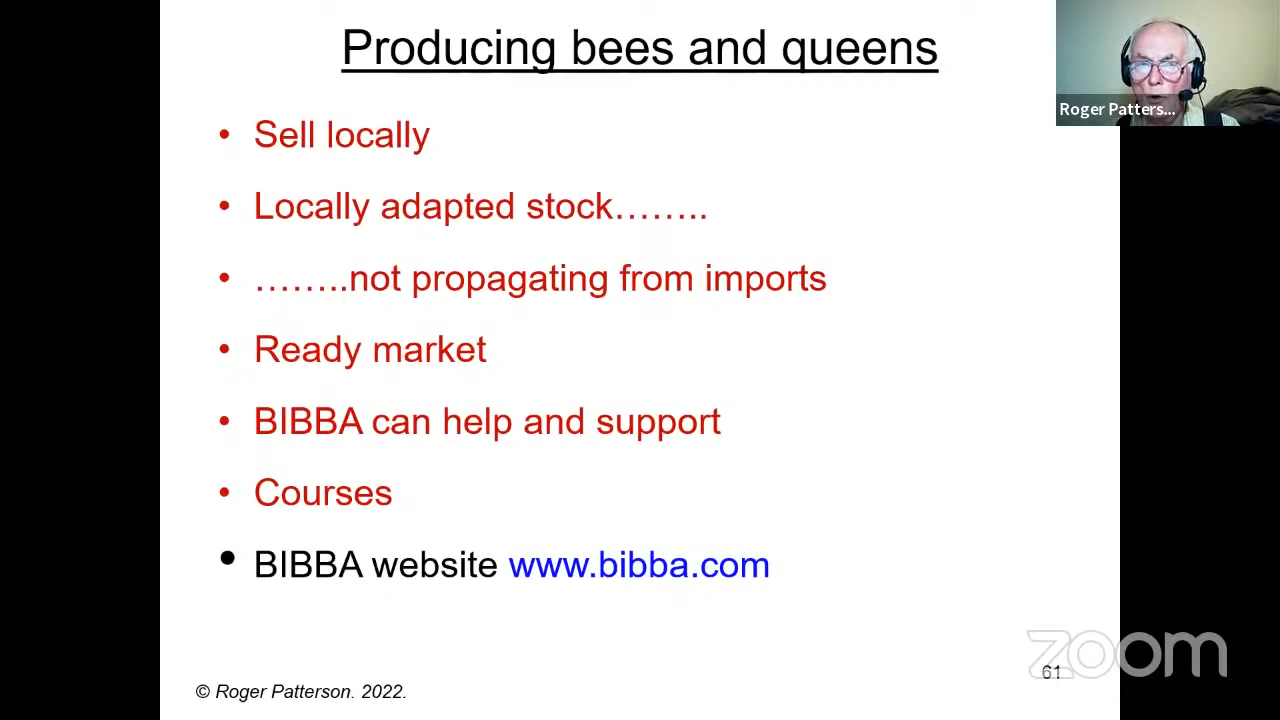 Producing bees and queens
Roger Patters...
• Sell locally
• Locally adapted stock……..
• ……..not propagating from imports
• Ready market
• BIBBA can help and support
• Courses
• BIBBA website www.bibba.com
zoom
61
© Roger Patterson. 2022.